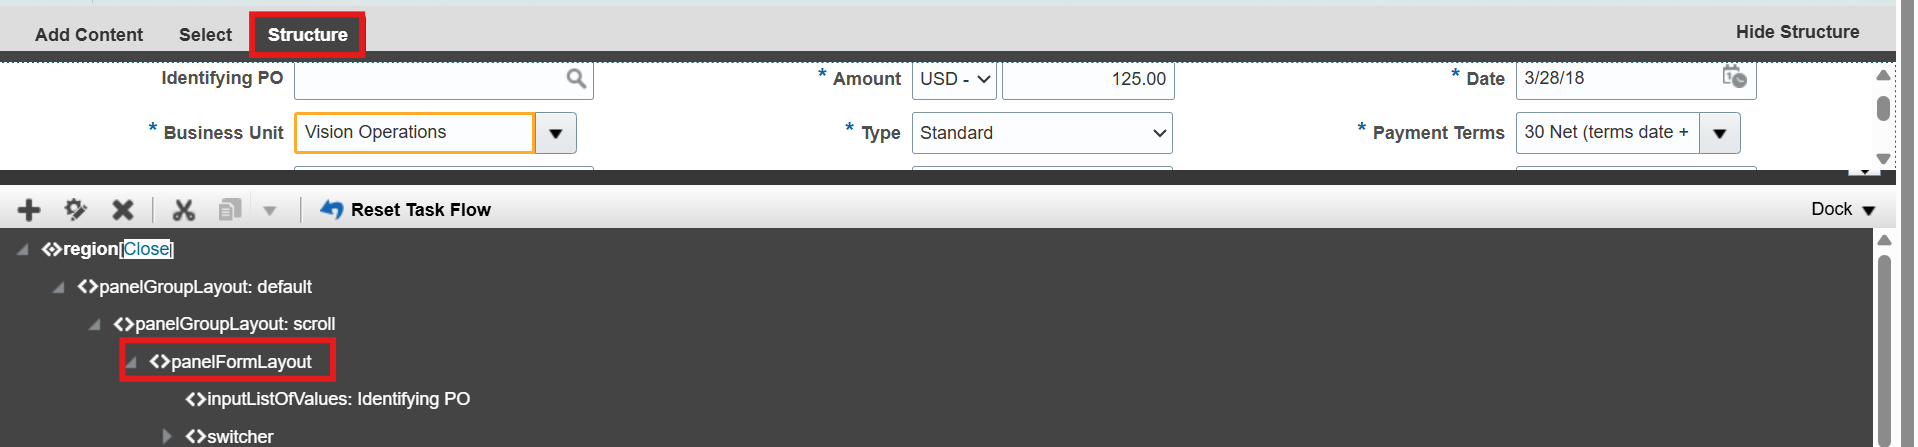 Add Content Select Structure Hide Structure
Identifying PO * Amount USD - 125.00 * Date 3/28/18
* Business Unit Vision Operations * Type Standard * Payment Terms 30 Net (terms date +
Reset Task Flow Dock
<>region[Close]
<>panelGroupLayout: default
<>panelGroupLayout: scroll
<>panelFormLayout
<>inputListOfValues: Identifying PO
<>switcher